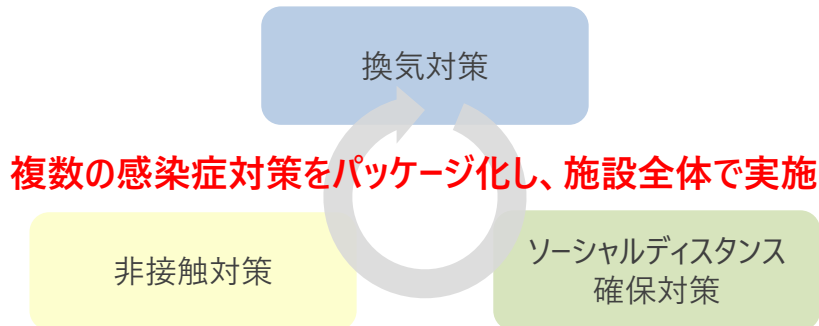 換気対策
複数の感染症対策をパッケージ化し、施設全体で実施
非接触対策
ソーシャルディスタンス
確保対策